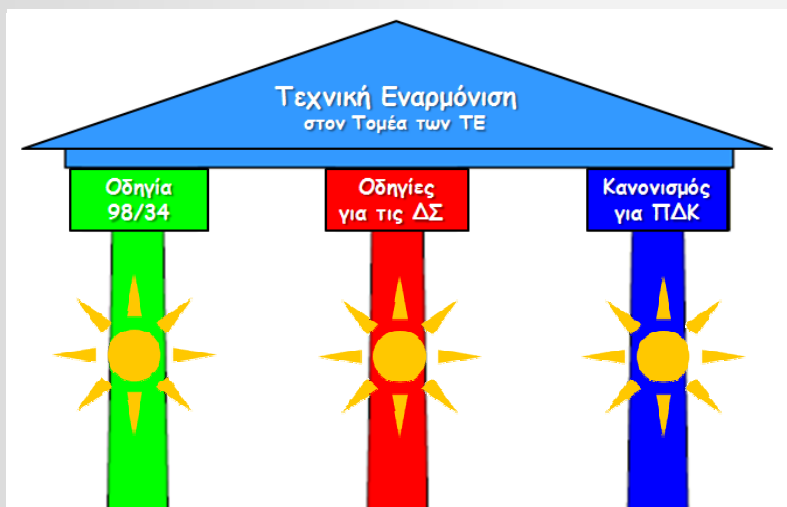 Τεχνική Εναρμόνιση
στον Τομέα των ΤΕ
Οδηγία
98/34
Οδηγίες
για τις ΔΣ
Κανονισμός
για ΠΔΚ